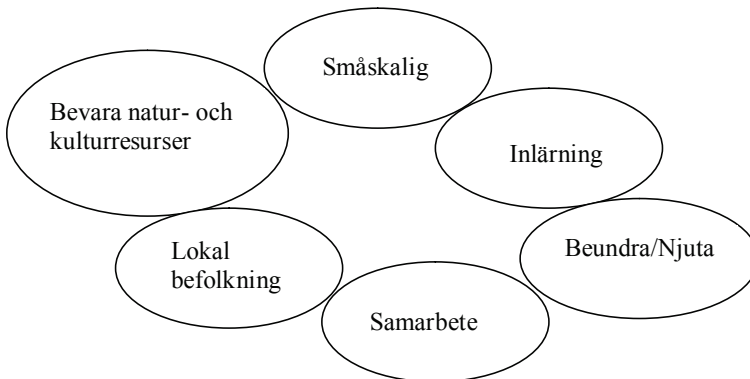 Småskalig
Bevara natur- och
kulturresurser
Inlärning
Beundra/Njuta
Lokal
befolkning
Samarbete